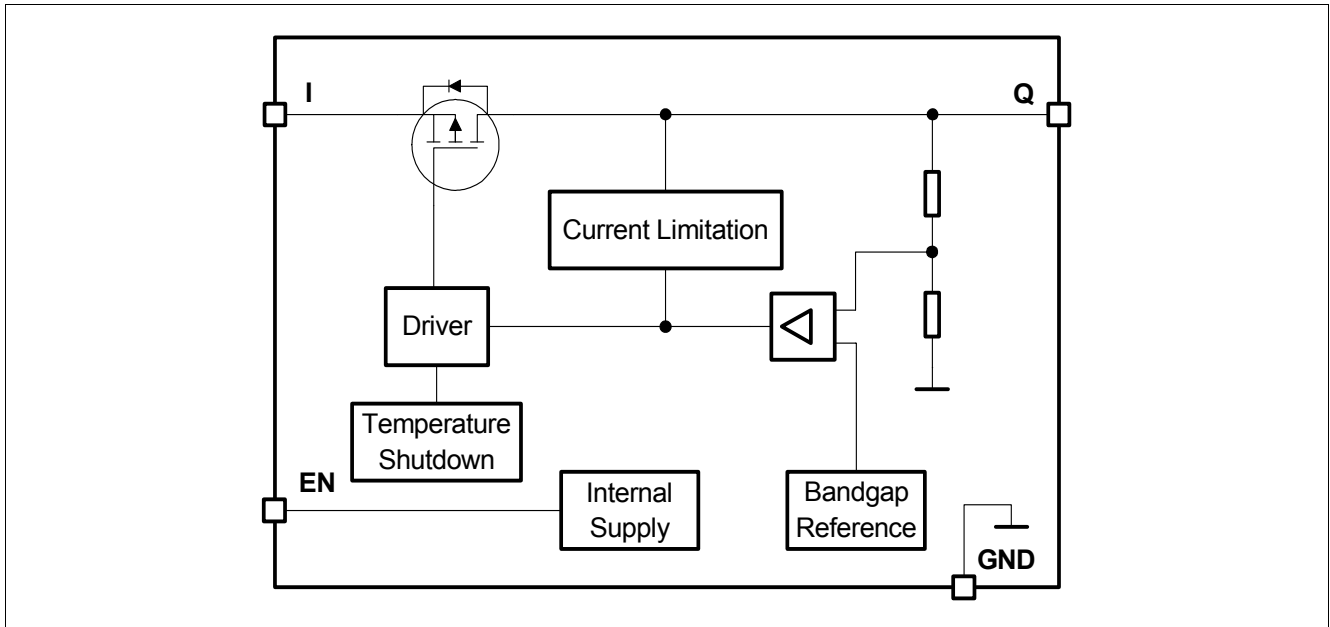 I
Q
Current Limitation
Driver
Temperature
Shutdown
EN
Internal
Supply
Bandgap
Reference
GND